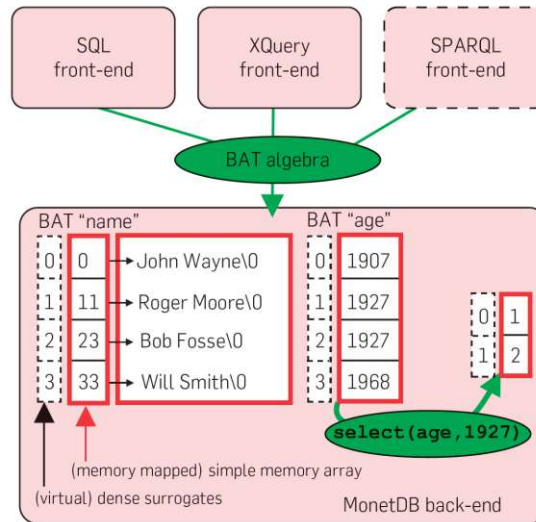 SQL
front-end
XQuery
front-end
SPARQL
front-end
BAT algebra
BAT “name”
BAT “age”
0 0 John Wayne\0 0 1907
1 11 Roger Moore\0 1 1927
2 23 Bob Fosse\0 2 1927
3 33 Will Smith\0 3 1968
0 1
1 2
select(age,1927)
(memory mapped) simple memory array
(virtual) dense surrogates
MonetDB back-end